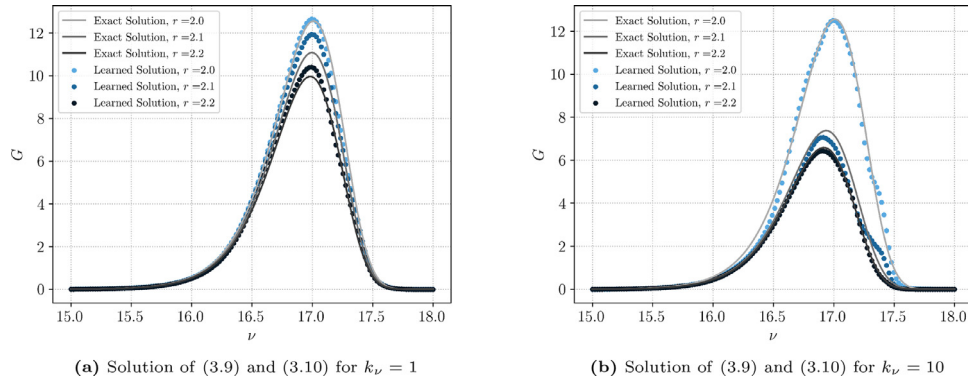 Exact Solution, r =2.0
Exact Solution, r =2.1
Exact Solution, r =2.2
Learned Solution, r =2.0
Learned Solution, r =2.1
Learned Solution, r =2.2
G
12
10
8
6
4
2
0
15.0 15.5 16.0 16.5 17.0 17.5 18.0
ν
(a) Solution of (3.9) and (3.10) for kν = 1
Exact Solution, r =2.0
Exact Solution, r =2.1
Exact Solution, r =2.2
Learned Solution, r =2.0
Learned Solution, r =2.1
Learned Solution, r =2.2
G
12
10
8
6
4
2
0
15.0 15.5 16.0 16.5 17.0 17.5 18.0
ν
(b) Solution of (3.9) and (3.10) for kν = 10